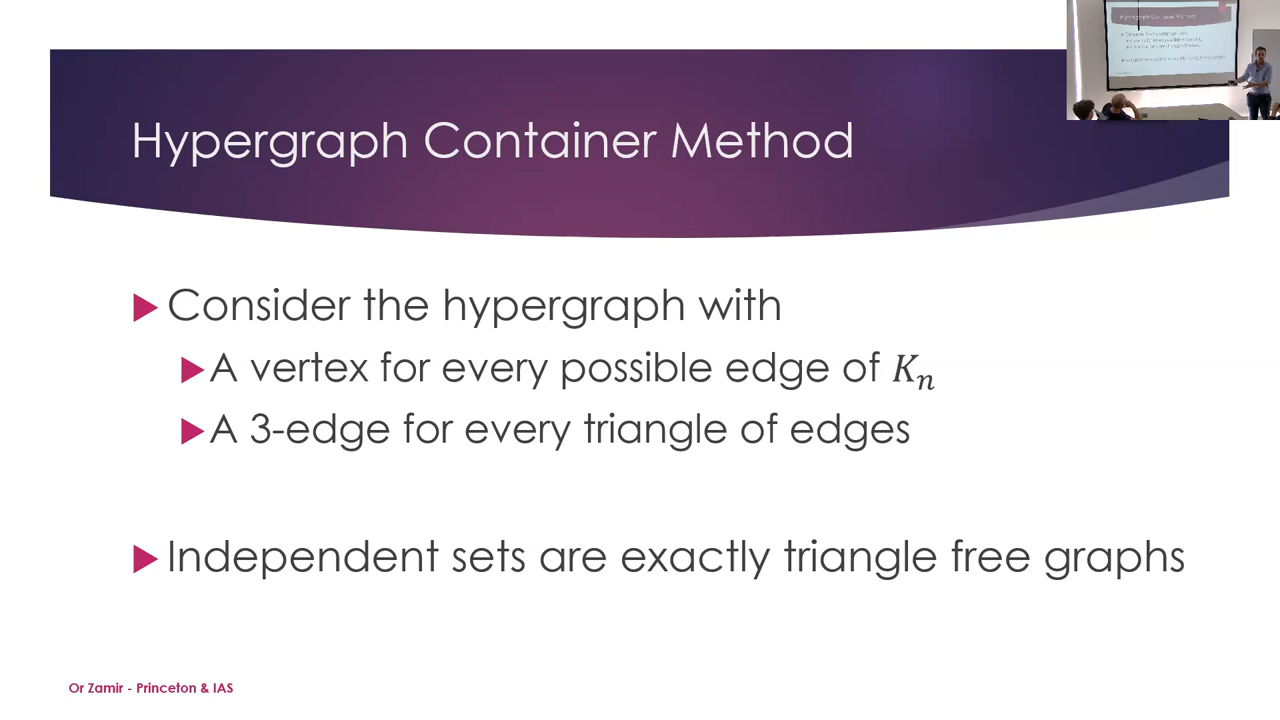 Hypergraph Container Method
Consider the hypergraph with
A vertex for every possible edge of K_n
A 3-edge for every triangle of edges
Independent sets are exactly triangle free graphs
Or Zamir - Princeton & IAS